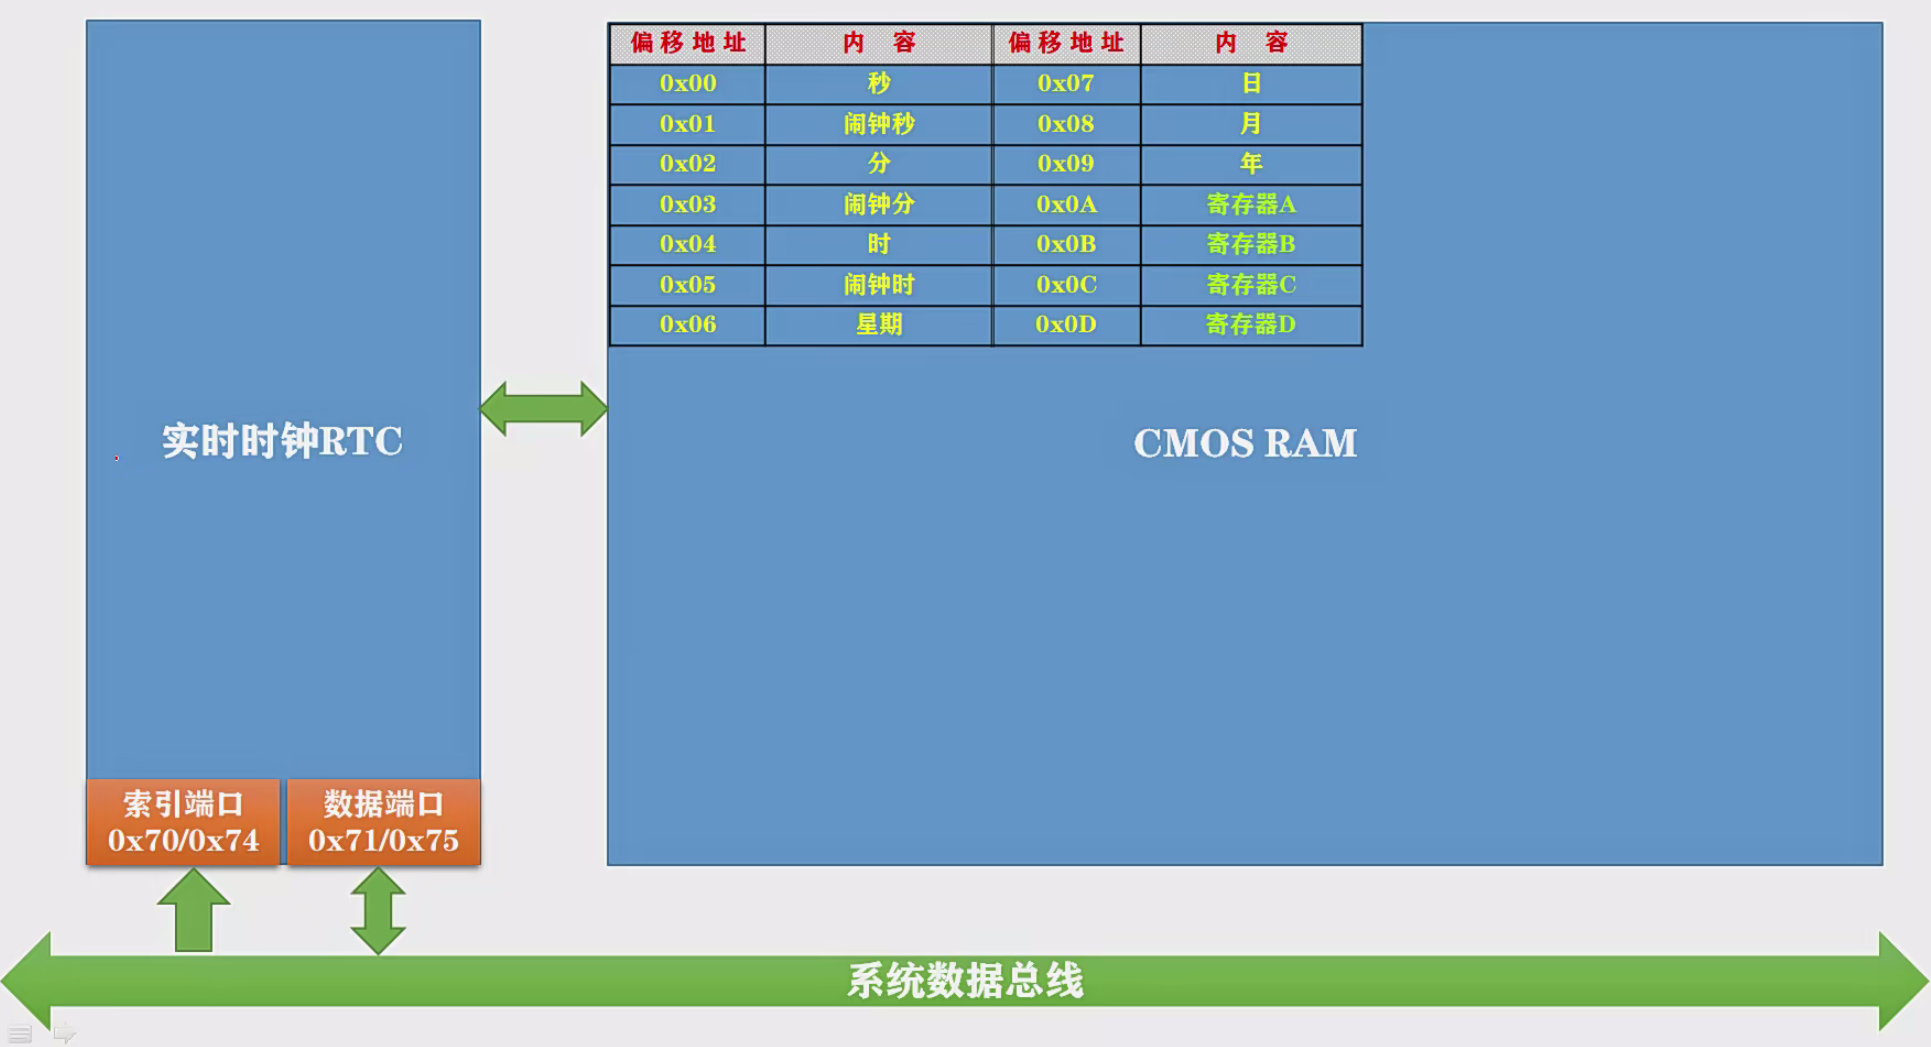 偏移地址 内 容 偏移地址 内 容
0x00 秒 0x07 日
0x01 闹钟秒 0x08 月
0x02 分 0x09 年
0x03 闹钟分 0x0A 寄存器A
0x04 时 0x0B 寄存器B
0x05 闹钟时 0x0C 寄存器C
0x06 星期 0x0D 寄存器D
实时时钟RTC
CMOS RAM
索引端口
0x70/0x74
数据端口
0x71/0x75
系统数据总线